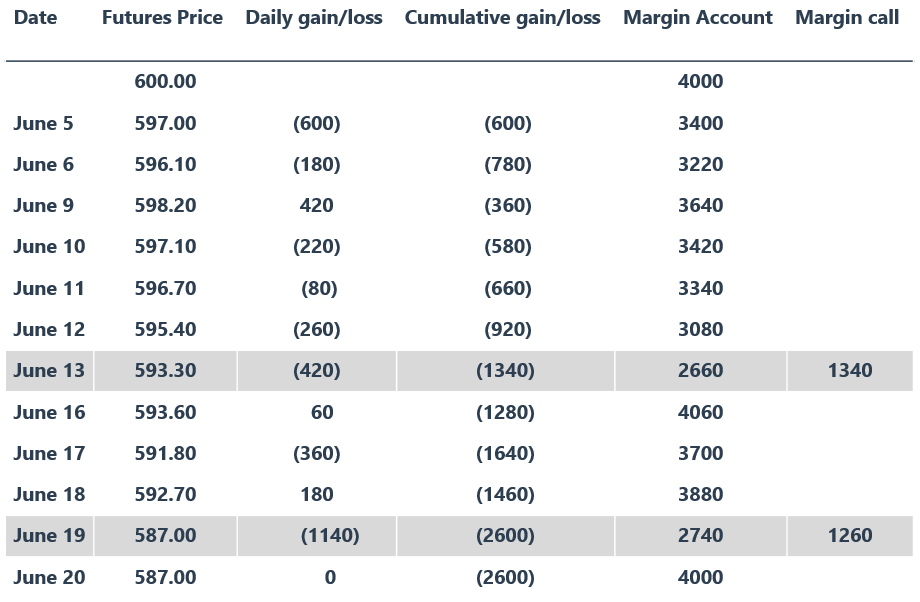 Date Futures Price Daily gain/loss Cumulative gain/loss Margin Account Margin call
600.00 4000
June 5 597.00 (600) (600) 3400
June 6 596.10 (180) (780) 3220
June 9 598.20 420 (360) 3640
June 10 597.10 (220) (580) 3420
June 11 596.70 (80) (660) 3340
June 12 595.40 (260) (920) 3080
June 13 593.30 (420) (1340) 2660 1340
June 16 593.60 60 (1280) 4060
June 17 591.80 (360) (1640) 3700
June 18 592.70 180 (1460) 3880
June 19 587.00 (1140) (2600) 2740 1260
June 20 587.00 0 (2600) 4000